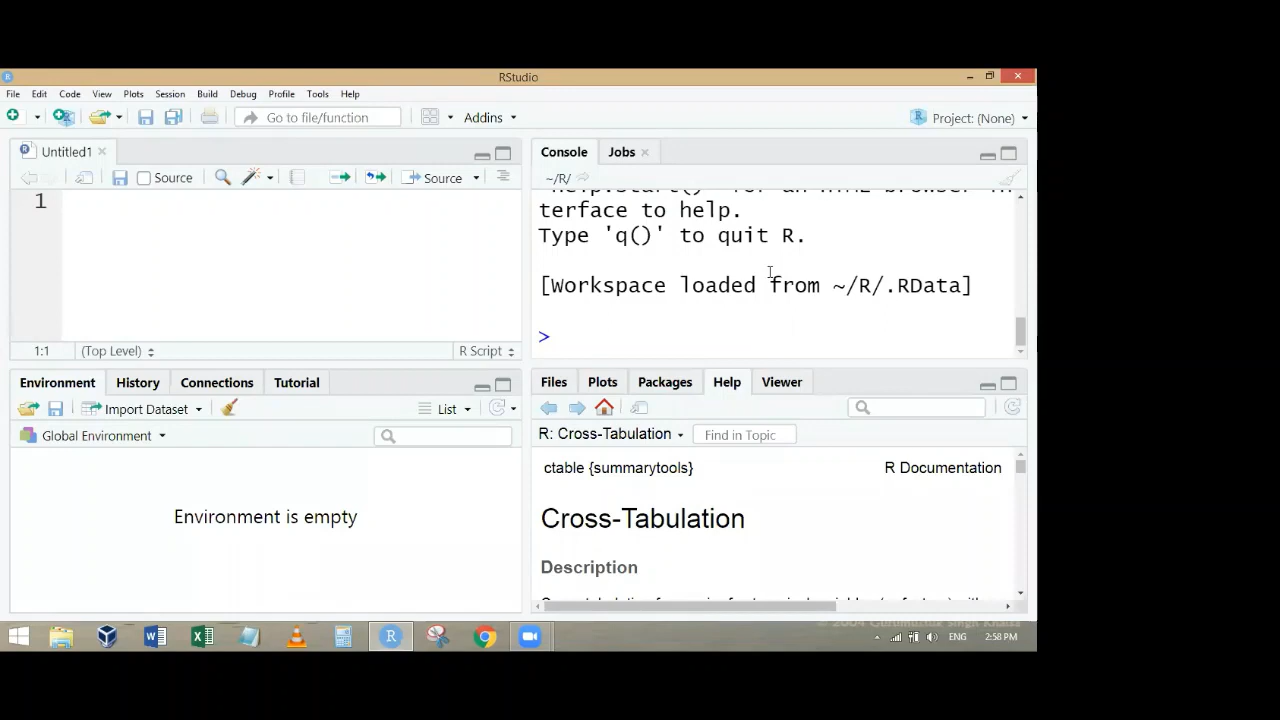 RStudio
File Edit Code View Plots Session Build Debug Profile Tools Help
Go to file/function Addins Project: (None)
Untitled1
Source Source
1
1:1 (Top Level) R Script
Console Jobs
~/R/
terface to help.
Type 'q()' to quit R.
[Workspace loaded from ~/R/.RData]
>
Environment History Connections Tutorial
Import Dataset List
Global Environment
Environment is empty
Files Plots Packages Help Viewer
R: Cross-Tabulation Find in Topic
ctable {summarytools} R Documentation
Cross-Tabulation
Description
ENG 2:58 PM